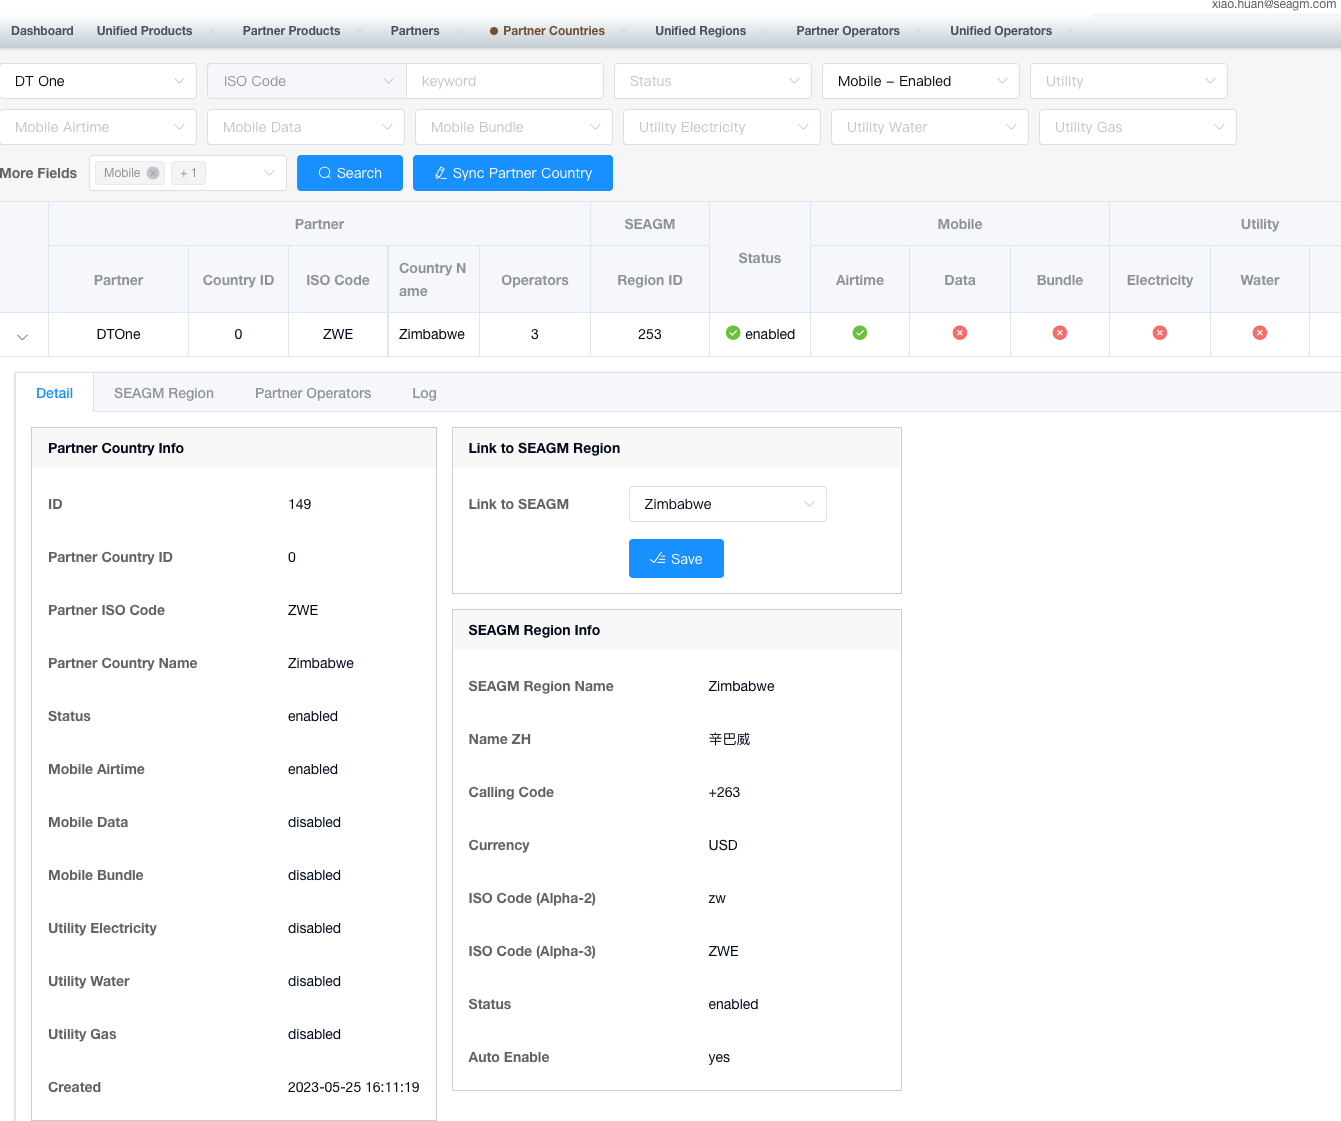 xiao.huan@seagm.com
Dashboard Unified Products Partner Products Partners Partner Countries Unified Regions Partner Operators Unified Operators
DT One ISO Code keyword Status Mobile – Enabled Utility
Mobile Airtime Mobile Data Mobile Bundle Utility Electricity Utility Water Utility Gas
More Fields Mobile + 1 Search Sync Partner Country
Partner SEAGM Status Mobile Utility
Partner Country ID ISO Code Country N
ame Operators Region ID Airtime Data Bundle Electricity Water
DTOne 0 ZWE Zimbabwe 3 253 enabled
Detail SEAGM Region Partner Operators Log
Partner Country Info
ID 149
Partner Country ID 0
Partner ISO Code ZWE
Partner Country Name Zimbabwe
Status enabled
Mobile Airtime enabled
Mobile Data disabled
Mobile Bundle disabled
Utility Electricity disabled
Utility Water disabled
Utility Gas disabled
Created 2023-05-25 16:11:19
Link to SEAGM Region
Link to SEAGM Zimbabwe
Save
SEAGM Region Info
SEAGM Region Name Zimbabwe
Name ZH 辛巴威
Calling Code +263
Currency USD
ISO Code (Alpha-2) zw
ISO Code (Alpha-3) ZWE
Status enabled
Auto Enable yes